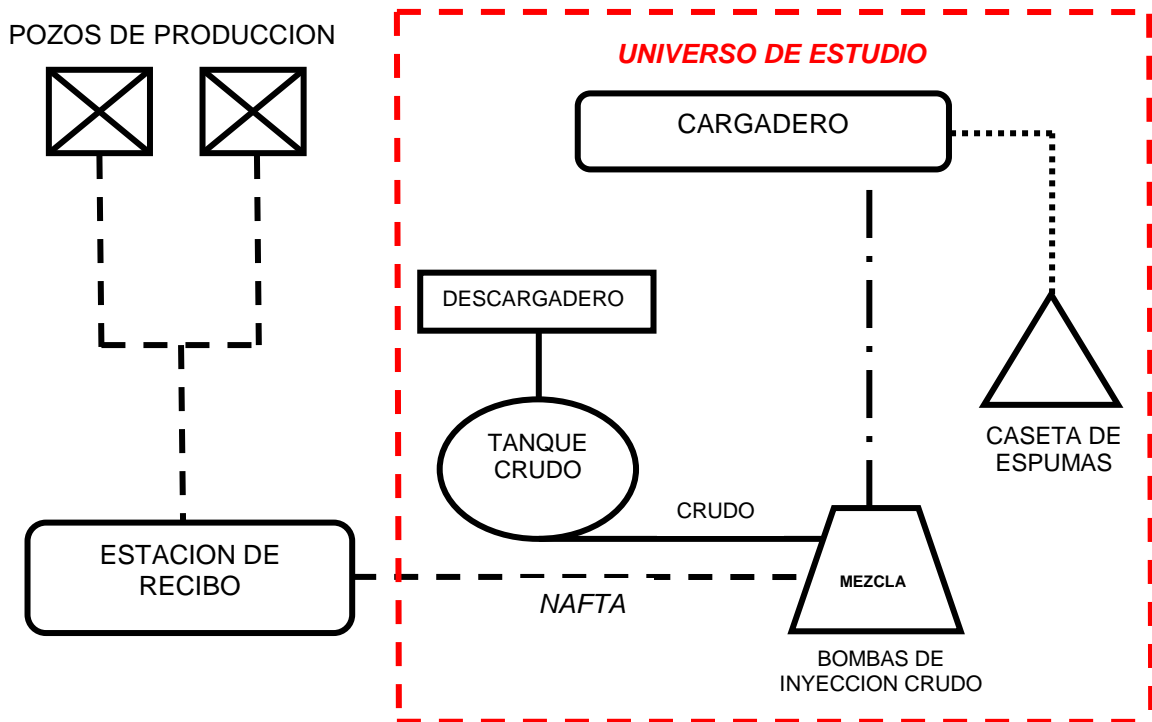 POZOS DE PRODUCCION
UNIVERSO DE ESTUDIO
CARGADERO
DESCARGADERO
TANQUE
CRUDO
CASETA DE
ESPUMAS
CRUDO
ESTACION DE
RECIBO
MEZCLA
NAFTA
BOMBAS DE
INYECCION CRUDO